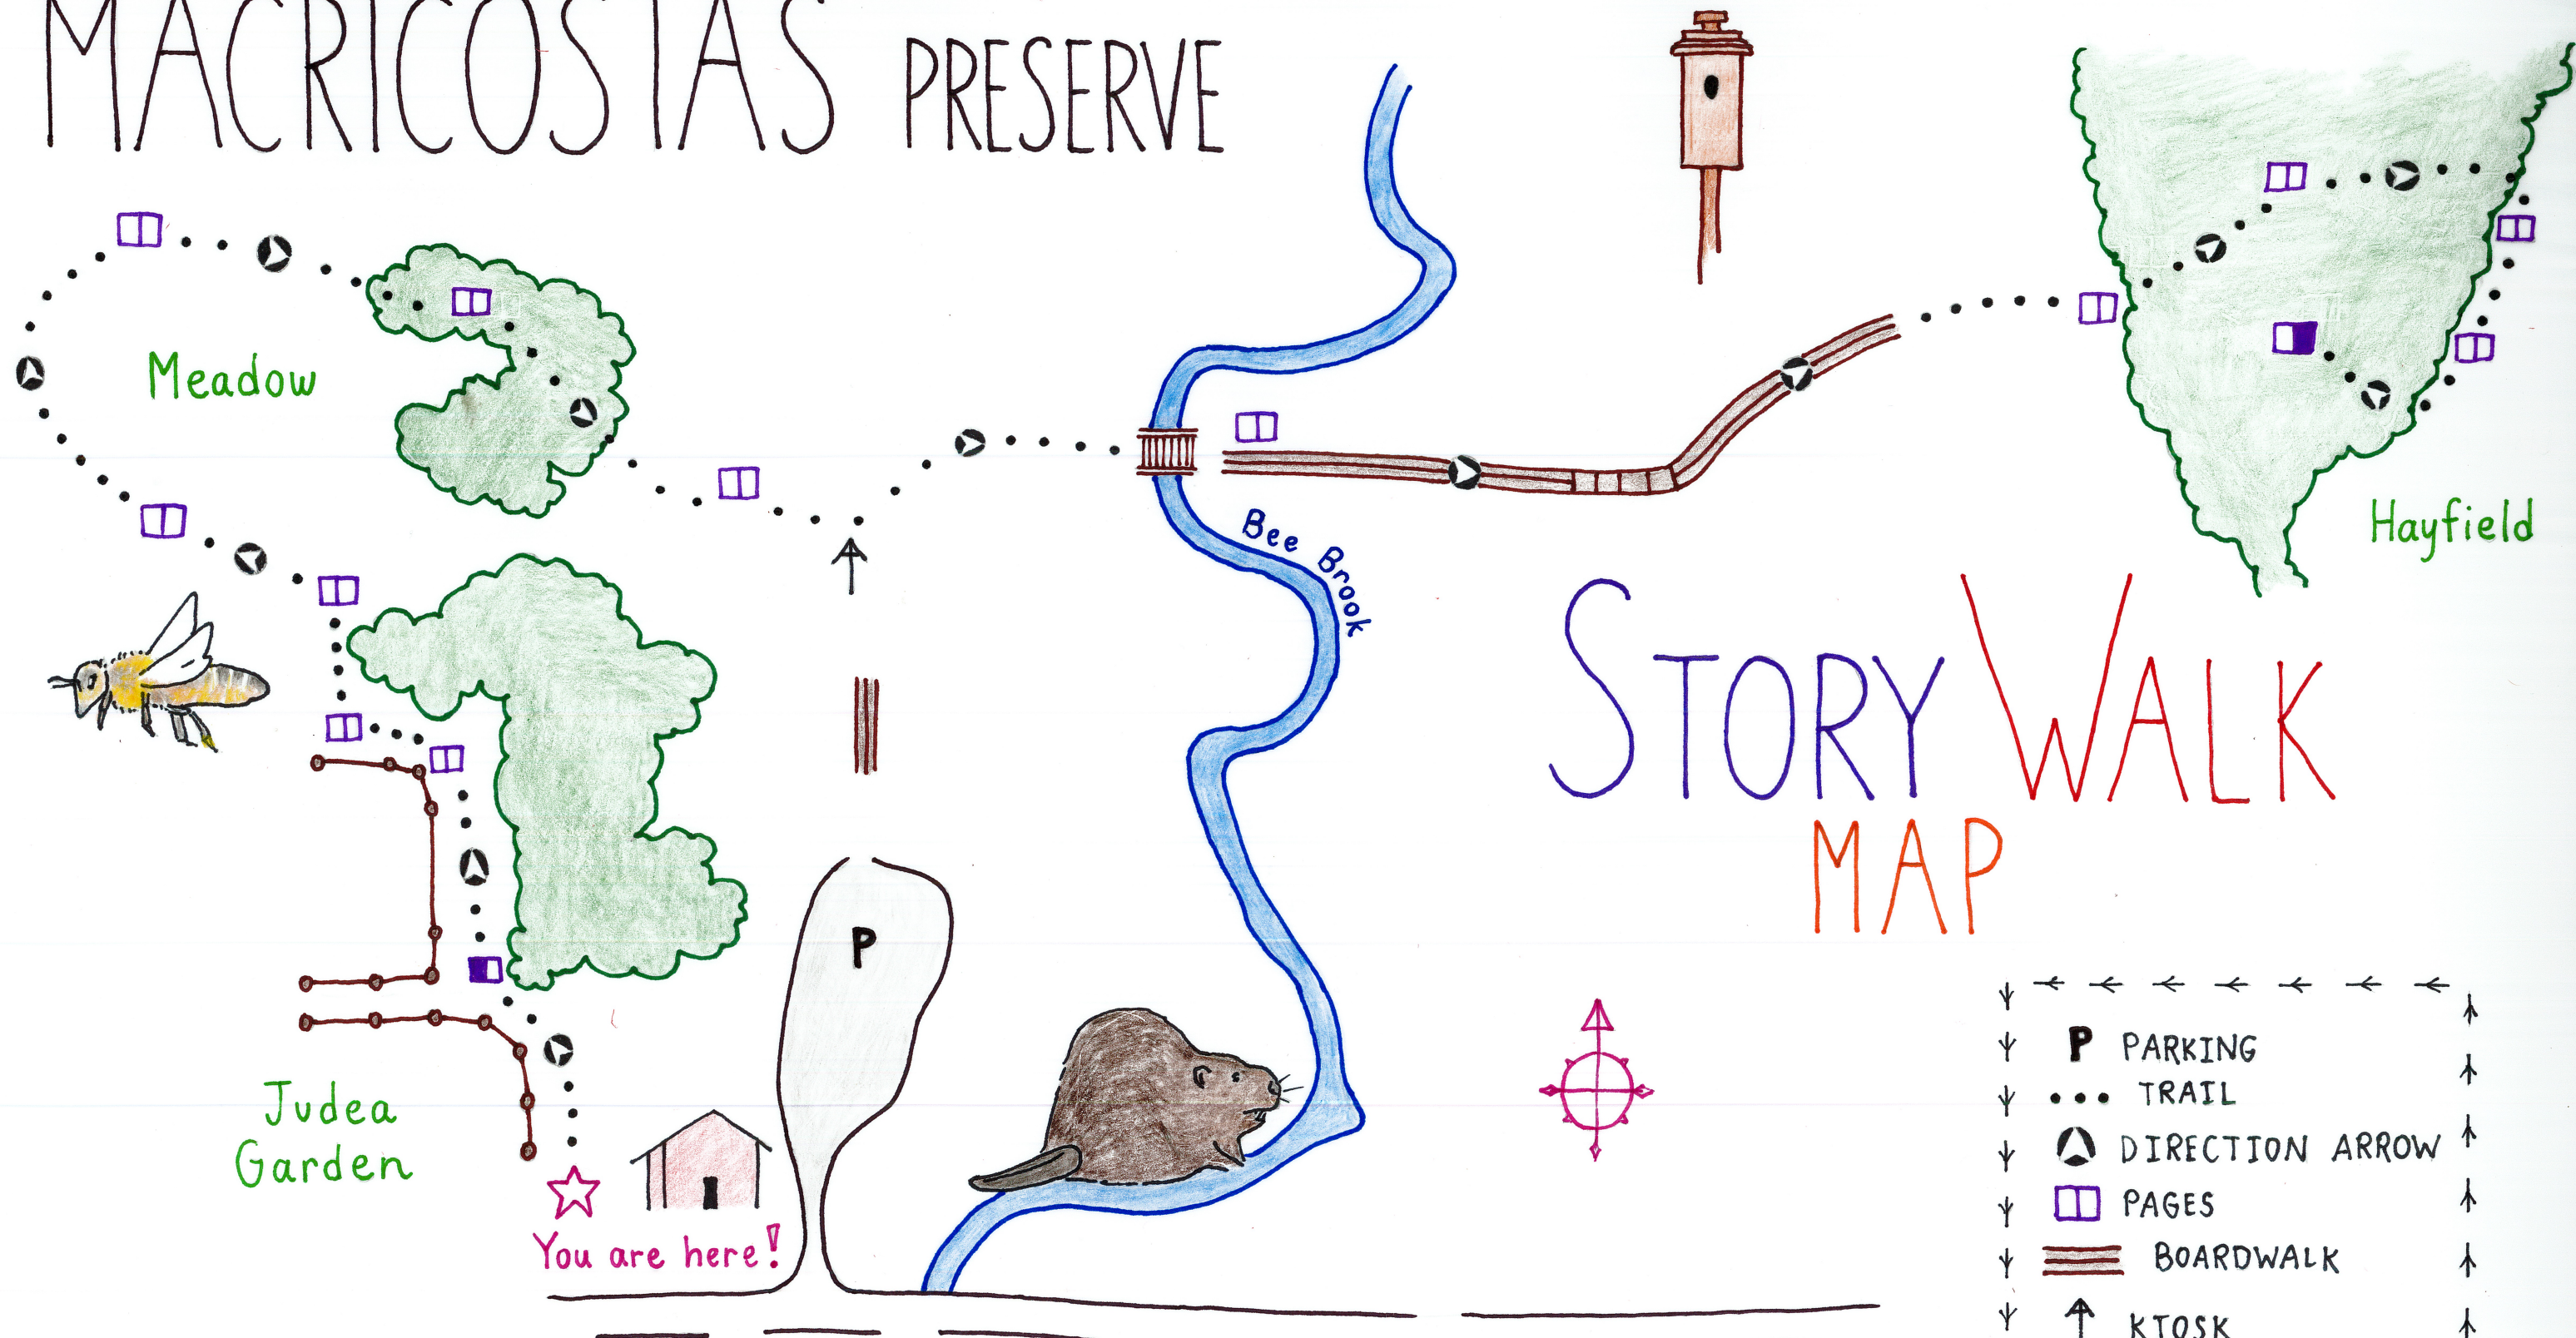 MACRICOSTAS PRESERVE
Meadow
Bee Brook
Hayfield
STORY WALK
MAP
P
Judea
Garden
You are here!
P PARKING
TRAIL
DIRECTION ARROW
PAGES
BOARDWALK
KIOSK